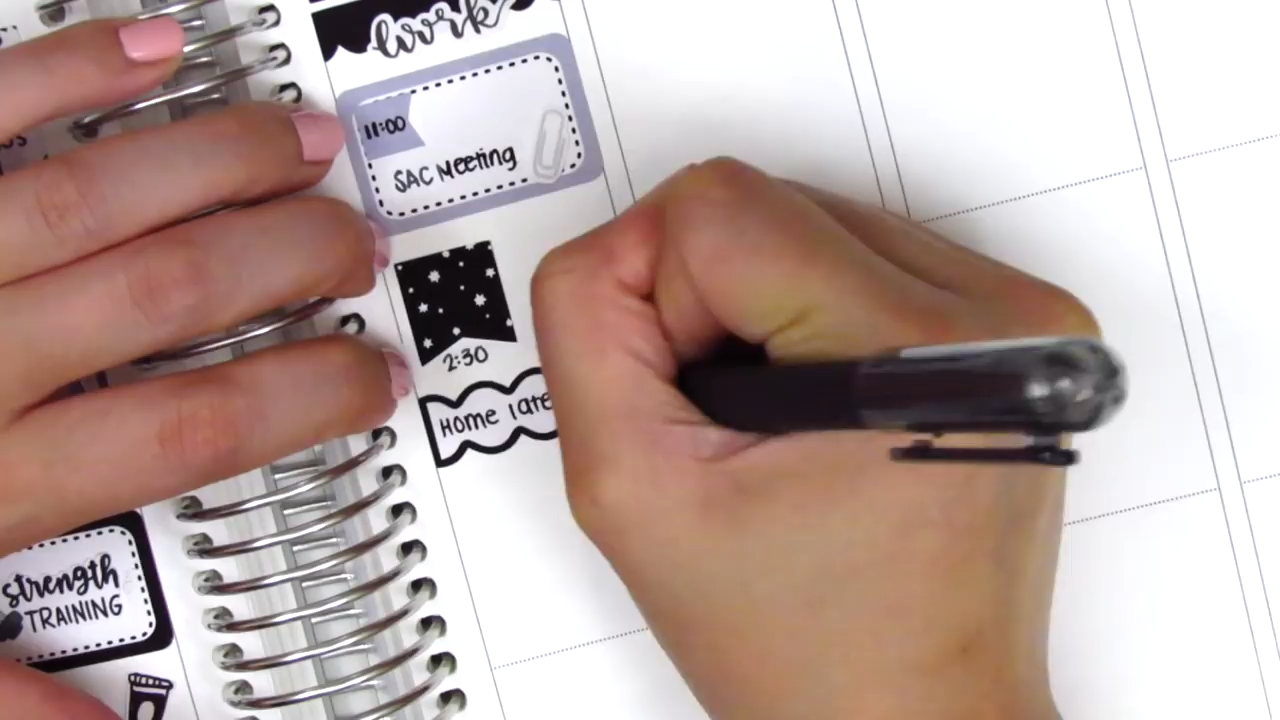 work
11:00
SAC Meeting
2:30
Home late
strength
TRAINING